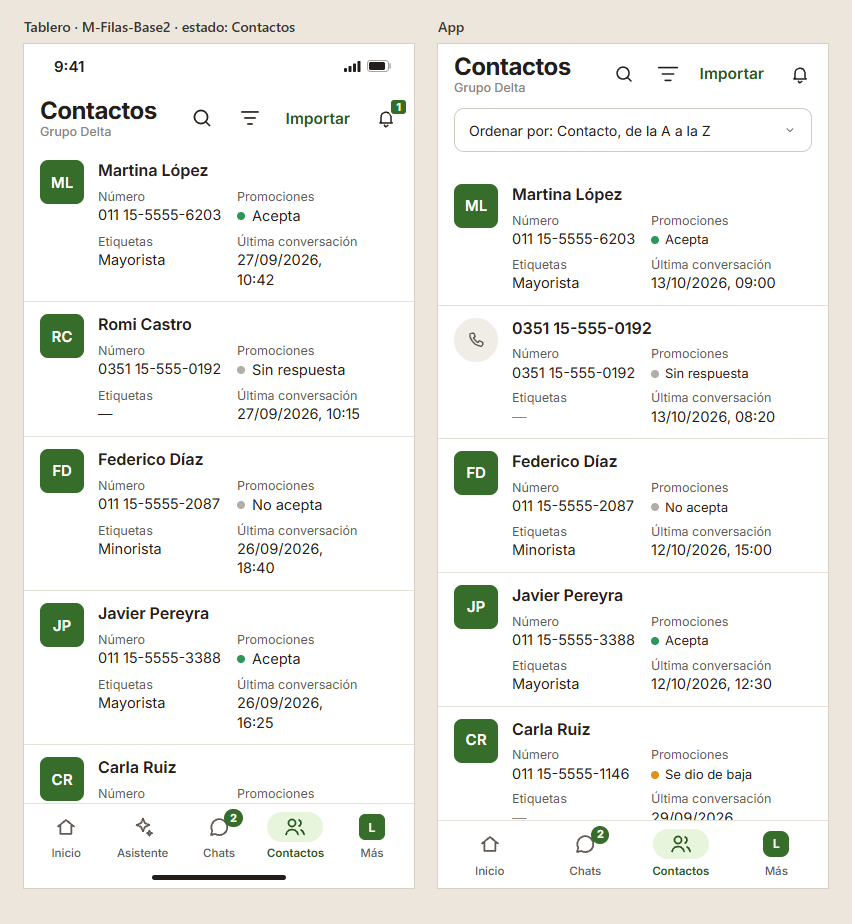 Tablero · M-Filas-Base2 · estado: Contactos
9:41
Contactos
Grupo Delta
Importar
1
ML
Martina López
Número
Promociones
011 15-5555-6203
Acepta
Etiquetas
Última conversación
Mayorista
27/09/2026,
10:42
RC
Romi Castro
Número
Promociones
0351 15-555-0192
Sin respuesta
Etiquetas
Última conversación
—
27/09/2026, 10:15
FD
Federico Díaz
Número
Promociones
011 15-5555-2087
No acepta
Etiquetas
Última conversación
Minorista
26/09/2026,
18:40
JP
Javier Pereyra
Número
Promociones
011 15-5555-3388
Acepta
Etiquetas
Última conversación
Mayorista
26/09/2026,
16:25
CR
Carla Ruiz
Número
Promociones
Inicio
Asistente
2
Chats
Contactos
L
Más
App
Contactos
Grupo Delta
Importar
Ordenar por: Contacto, de la A a la Z
ML
Martina López
Número
Promociones
011 15-5555-6203
Acepta
Etiquetas
Última conversación
Mayorista
13/10/2026, 09:00
0351 15-555-0192
Número
Promociones
0351 15-555-0192
Sin respuesta
Etiquetas
Última conversación
—
13/10/2026, 08:20
FD
Federico Díaz
Número
Promociones
011 15-5555-2087
No acepta
Etiquetas
Última conversación
Minorista
12/10/2026, 15:00
JP
Javier Pereyra
Número
Promociones
011 15-5555-3388
Acepta
Etiquetas
Última conversación
Mayorista
12/10/2026, 12:30
CR
Carla Ruiz
Número
Promociones
011 15-5555-1146
Se dio de baja
Etiquetas
Última conversación
—
29/09/2026
Inicio
2
Chats
Contactos
L
Más